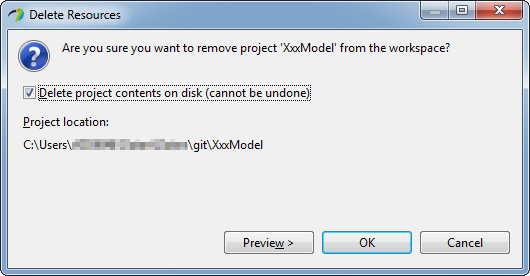 Delete Resources
Are you sure you want to remove project 'XxxModel' from the workspace?
Delete project contents on disk (cannot be undone)
Project location:
C:\Users\ \git\XxxModel
Preview > OK Cancel